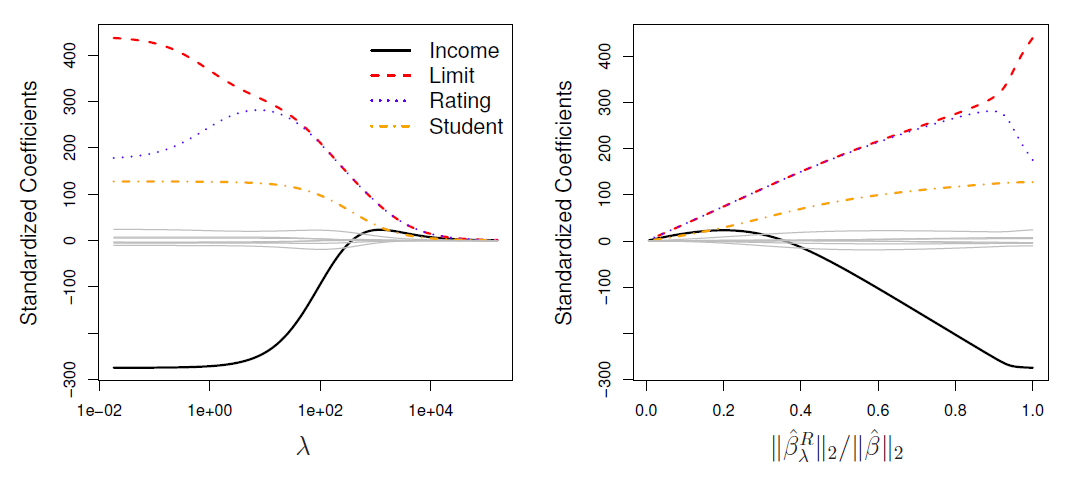 Standardized Coefficients
400
300
200
100
0
−100
−300
1e−02
1e+00
1e+02
1e+04
λ
Income
Limit
Rating
Student
Standardized Coefficients
400
300
200
100
0
−100
−300
0.0
0.2
0.4
0.6
0.8
1.0
‖β̂λᴿ‖₂/‖β̂‖₂